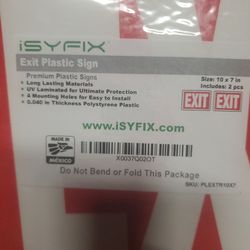 iSYFIX
Exit Plastic Sign
Premium Plastic Signs
• Long Lasting Materials
• UV Laminated for Ultimate Protection
• 4 Mounting Holes for Easy to Install
• 0.040 in Thickness Polystyrene Plastic
Size: 10 x 7 in
Includes: 2 pcs
EXIT EXIT
www.iSYFIX.com
MADE IN
MÉXICO
X0037Q02OT
Do Not Bend or Fold This Package
SKU: PLEXTR10X7